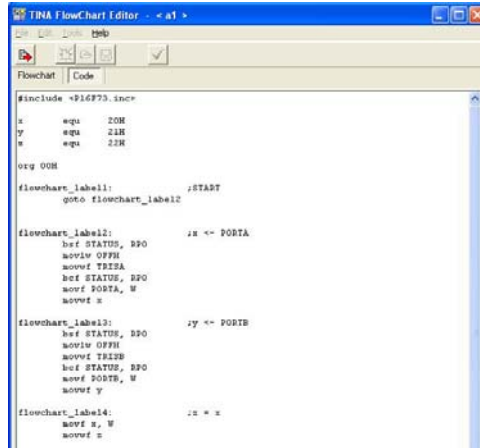 TINA FlowChart Editor - < a1 >
File Edit Tools Help
Flowchart Code
#include <P16F73.inc>
x equ 20H
y equ 21H
equ 22H
org 00H
flowchart_label1: ;START
goto flowchart_label2
flowchart_label2: ;x <- PORTA
bsf STATUS, RP0
movlw 0FFH
movwf TRISA
bcf STATUS, RP0
movf PORTA, W
movwf x
flowchart_label3: ;y <- PORTB
bsf STATUS, RP0
movlw 0FFH
movwf TRISB
bcf STATUS, RP0
movf PORTB, W
movwf y
flowchart_label4:
movf x, W
movwf